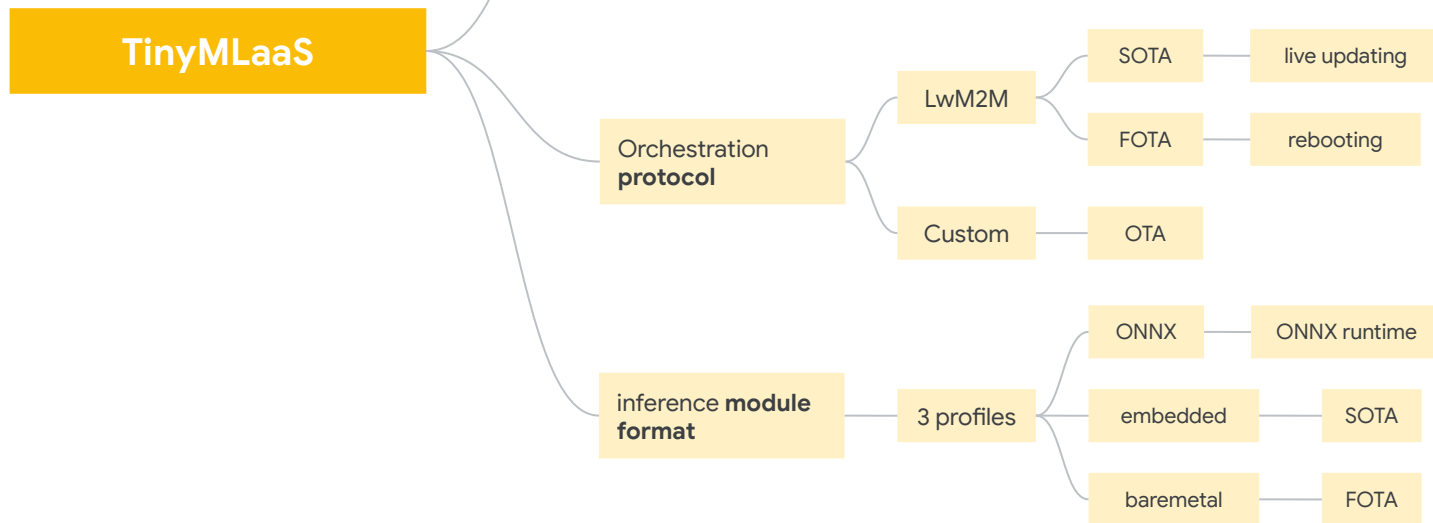 TinyMLaaS
Orchestration
protocol
LwM2M
SOTA
live updating
FOTA
rebooting
Custom
OTA
inference module
format
3 profiles
ONNX
ONNX runtime
embedded
SOTA
baremetal
FOTA